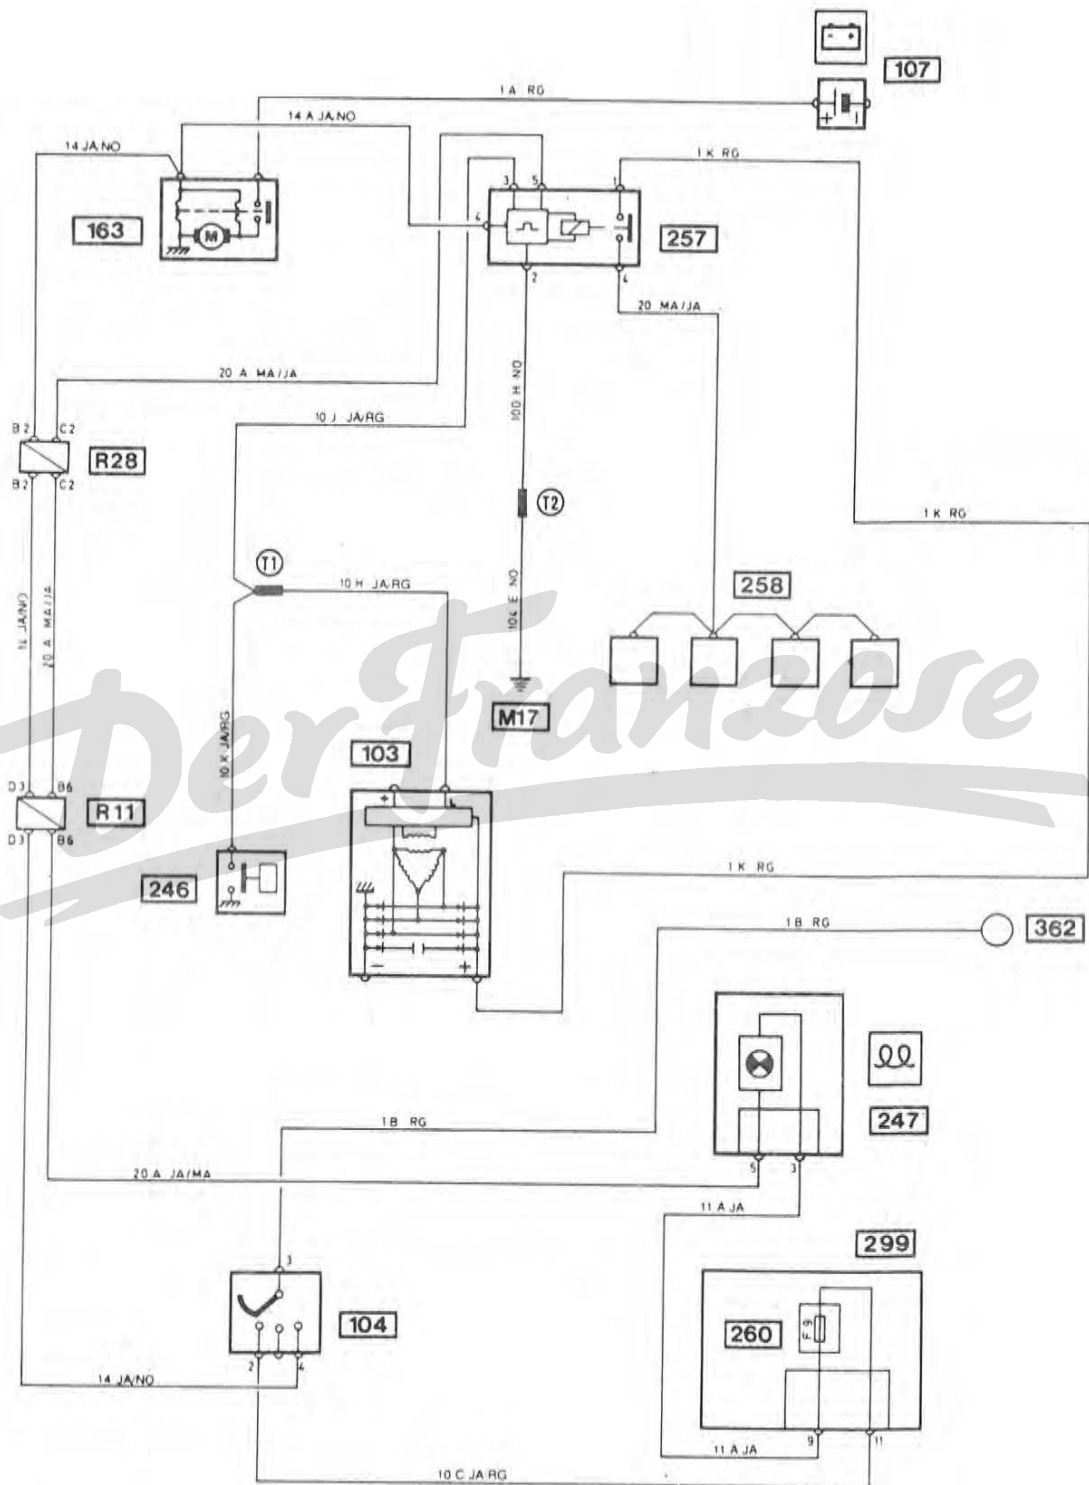 107
1 A RG
14 A JA/NO
14 JA/NO
1 K RG
3
5
1
4
M
163
257
2
4
20 MA/JA
20 A MA/JA
10 J JA/RG
100 H NO
B2
C2
R28
B2
C2
T2
1 K RG
T1
10 H JA/RG
258
14 JA/NO
20 A MA/JA
104 E NO
M17
10 K JA/RG
103
D3
B6
+
L
R11
D3
B6
1 K RG
246
1 B RG
362
-
+
DerFranzose
247
1 B RG
5
3
20 A JA/MA
11 A JA
299
3
104
260
F 9
2
4
14 JA/NO
9
11
11 A JA
10 C JA/RG